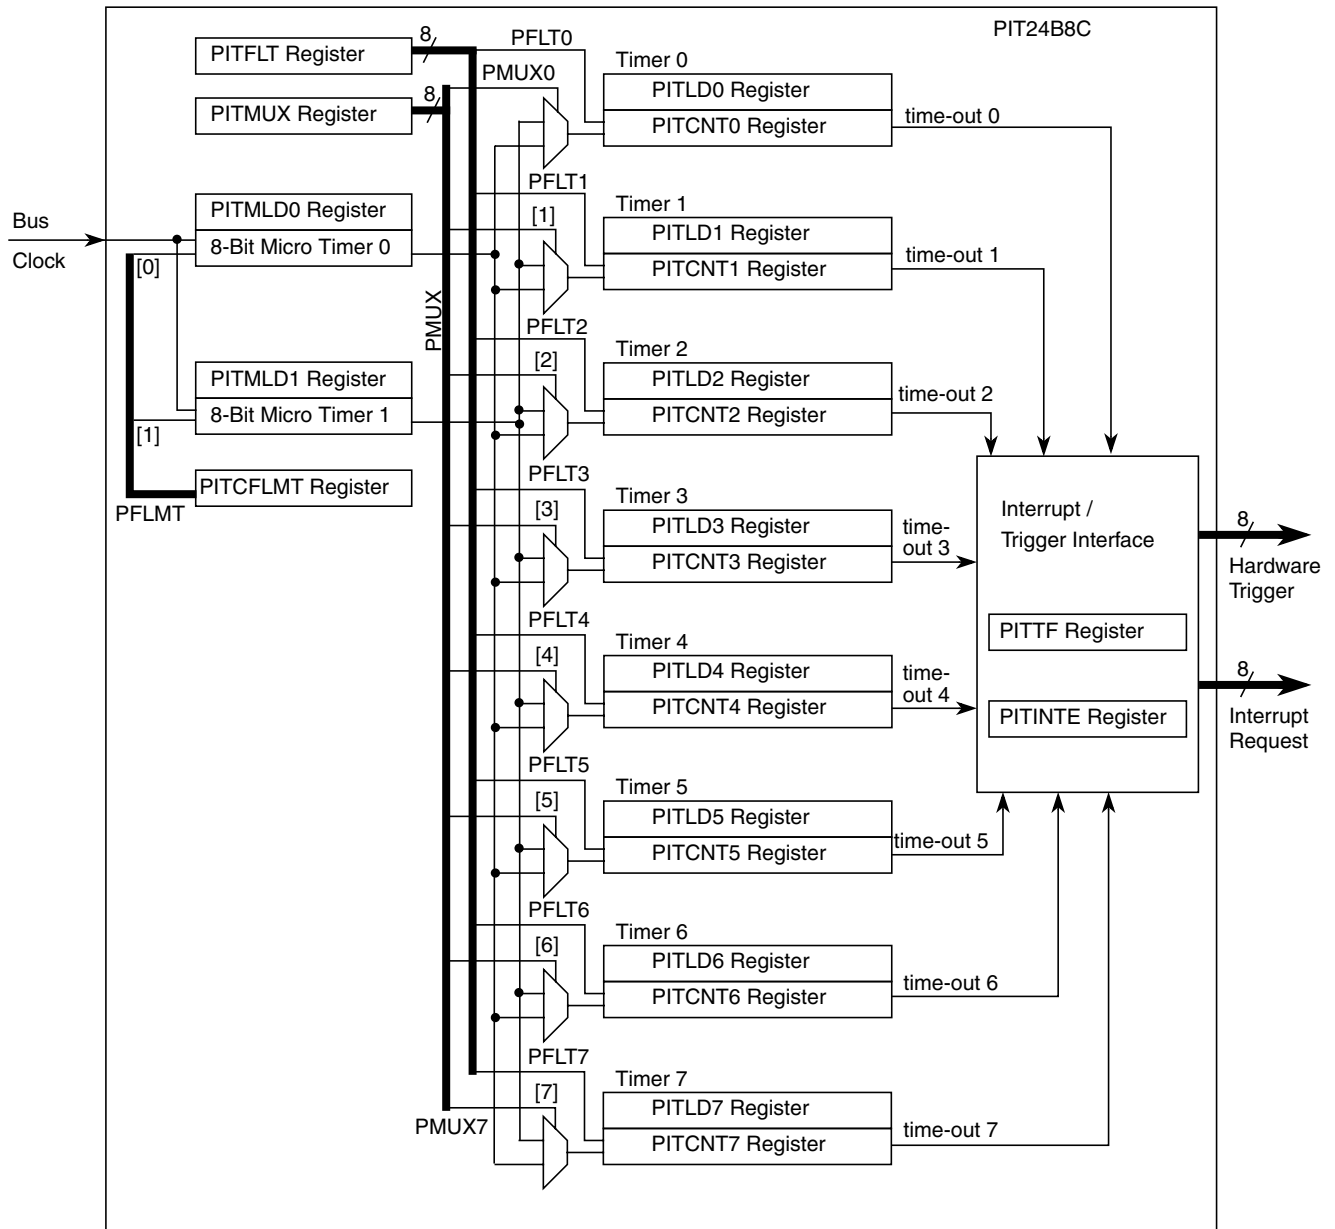 PIT24B8C
PITFLT Register
8
PFLT0
Timer 0
PITLD0 Register
PITCNT0 Register
time-out 0
PITMUX Register
8
PMUX0
Bus
Clock
PITMLD0 Register
8-Bit Micro Timer 0
[0]
PITMLD1 Register
8-Bit Micro Timer 1
[1]
PITCFLMT Register
PFLMT
PMUX
PFLT1
[1]
Timer 1
PITLD1 Register
PITCNT1 Register
time-out 1
PFLT2
[2]
Timer 2
PITLD2 Register
PITCNT2 Register
time-out 2
PFLT3
[3]
Timer 3
PITLD3 Register
PITCNT3 Register
time-
out 3
PFLT4
[4]
Timer 4
PITLD4 Register
PITCNT4 Register
time-
out 4
PFLT5
[5]
Timer 5
PITLD5 Register
PITCNT5 Register
time-out 5
PFLT6
[6]
Timer 6
PITLD6 Register
PITCNT6 Register
time-out 6
PFLT7
[7]
PMUX7
Timer 7
PITLD7 Register
PITCNT7 Register
time-out 7
Interrupt /
Trigger Interface
PITTF Register
PITINTE Register
8
Hardware
Trigger
8
Interrupt
Request